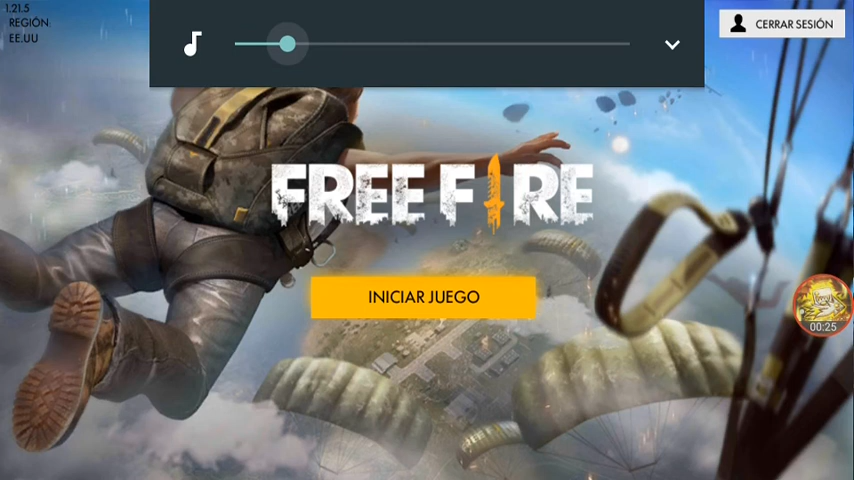 1.21.5
REGIÓN:
EE.UU
CERRAR SESIÓN
FREE FIRE
INICIAR JUEGO
00:25